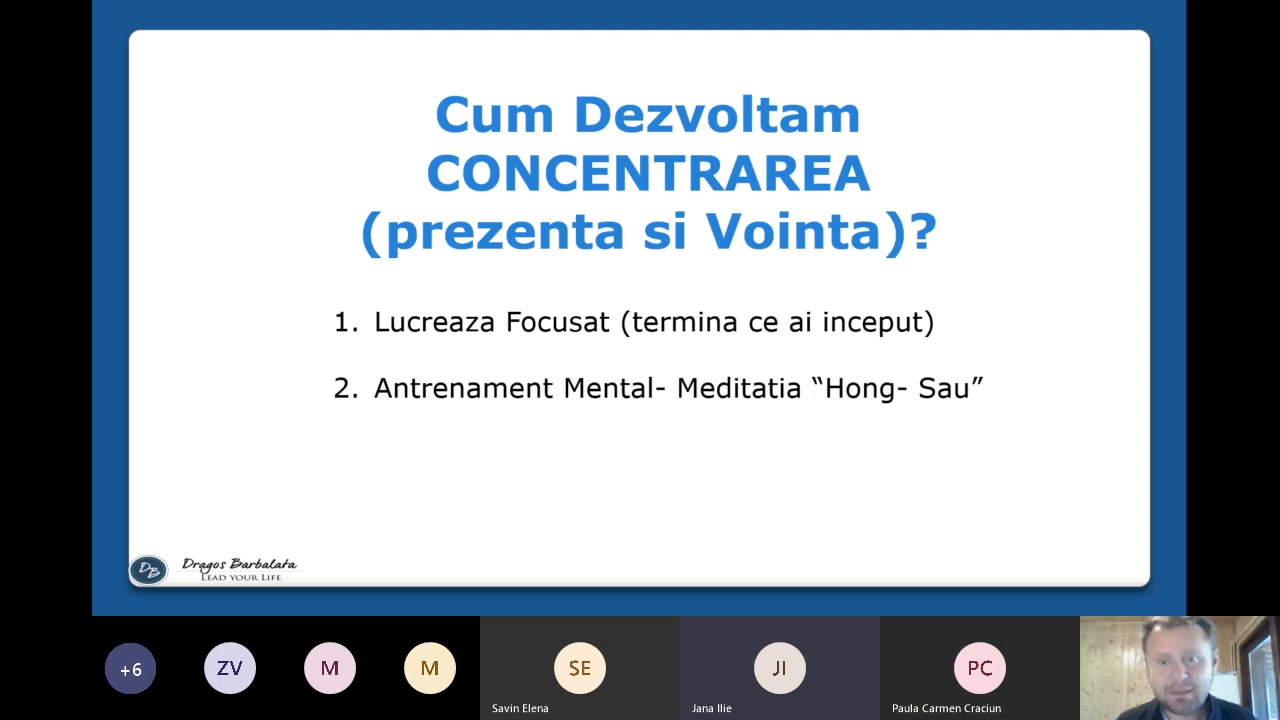 Cum Dezvoltam
CONCENTRAREA
(prezenta si Vointa)?
1. Lucreaza Focusat (termina ce ai inceput)
2. Antrenament Mental- Meditatia “Hong- Sau”
DB
Dragos Barbalata
LEAD YOUR LIFE
+6
ZV
M
M
SE
JI
PC
Savin Elena
Jana Ilie
Paula Carmen Craciun